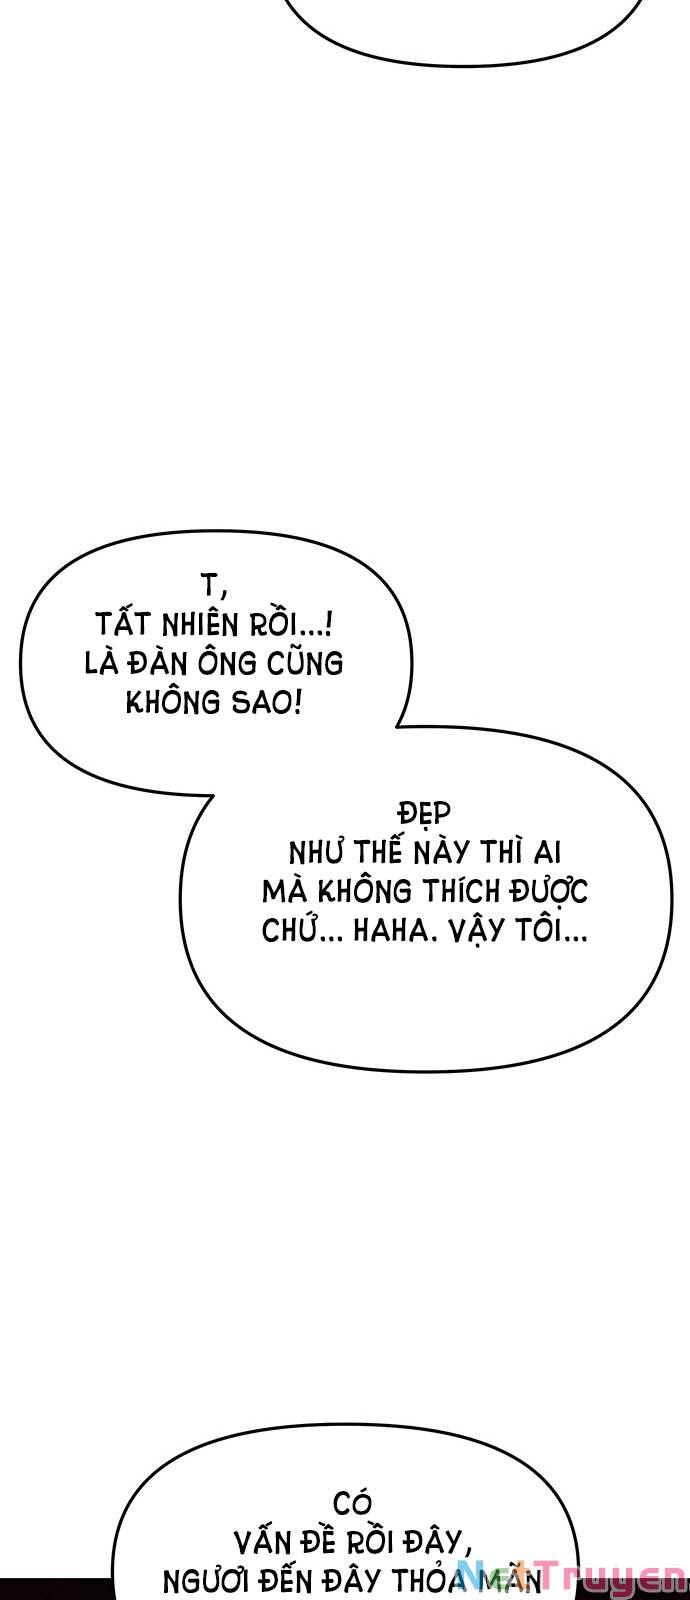 T,
TẤT NHIÊN RỒI...!
LÀ ĐÀN ÔNG CŨNG
KHÔNG SAO!
ĐẸP
NHƯ THẾ NÀY THÌ AI
MÀ KHÔNG THÍCH ĐƯỢC
CHỨ... HAHA. VẬY TÔI...
CÓ
VẤN ĐỀ RỒI ĐÂY,
NGƯƠI ĐẾN ĐÂY THỎA MÃN
NetTruyen